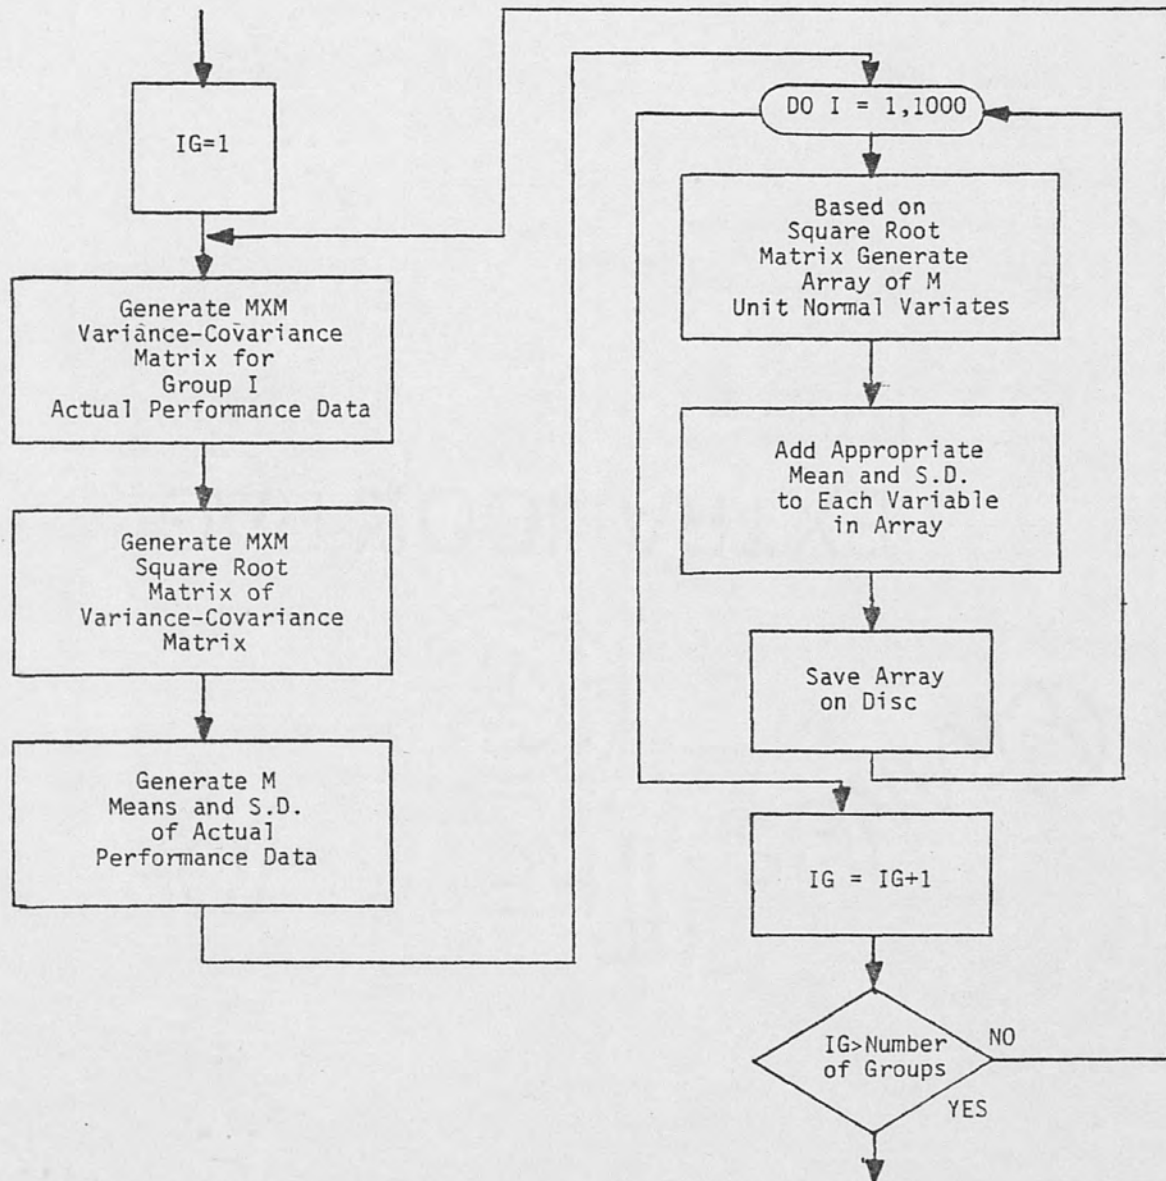 IG=1
Generate MXM
Variance-Covariance
Matrix for
Group I
Actual Performance Data
Generate MXM
Square Root
Matrix of
Variance-Covariance
Matrix
Generate M
Means and S.D.
of Actual
Performance Data
DO I = 1,1000
Based on
Square Root
Matrix Generate
Array of M
Unit Normal Variates
Add Appropriate
Mean and S.D.
to Each Variable
in Array
Save Array
on Disc
IG = IG+1
IG>Number
of Groups
NO
YES